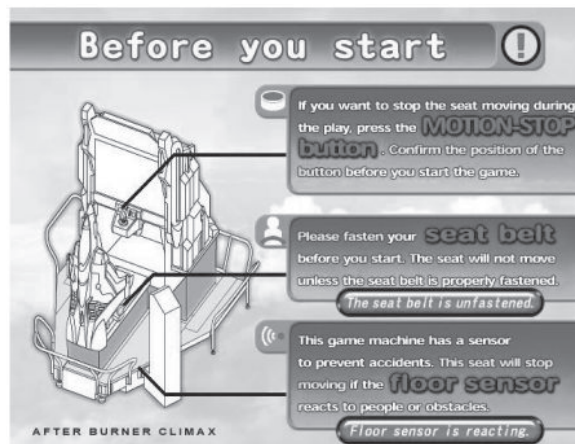 Before you start
If you want to stop the seat moving during
the play, press the MOTION-STOP
button . Confirm the position of the
button before you start the game.
Please fasten your seat belt
before you start. The seat will not move
unless the seat belt is properly fastened.
The seat belt is unfastened.
This game machine has a sensor
to prevent accidents. This seat will stop
moving if the floor sensor
reacts to people or obstacles.
Floor sensor is reacting.
AFTER BURNER CLIMAX